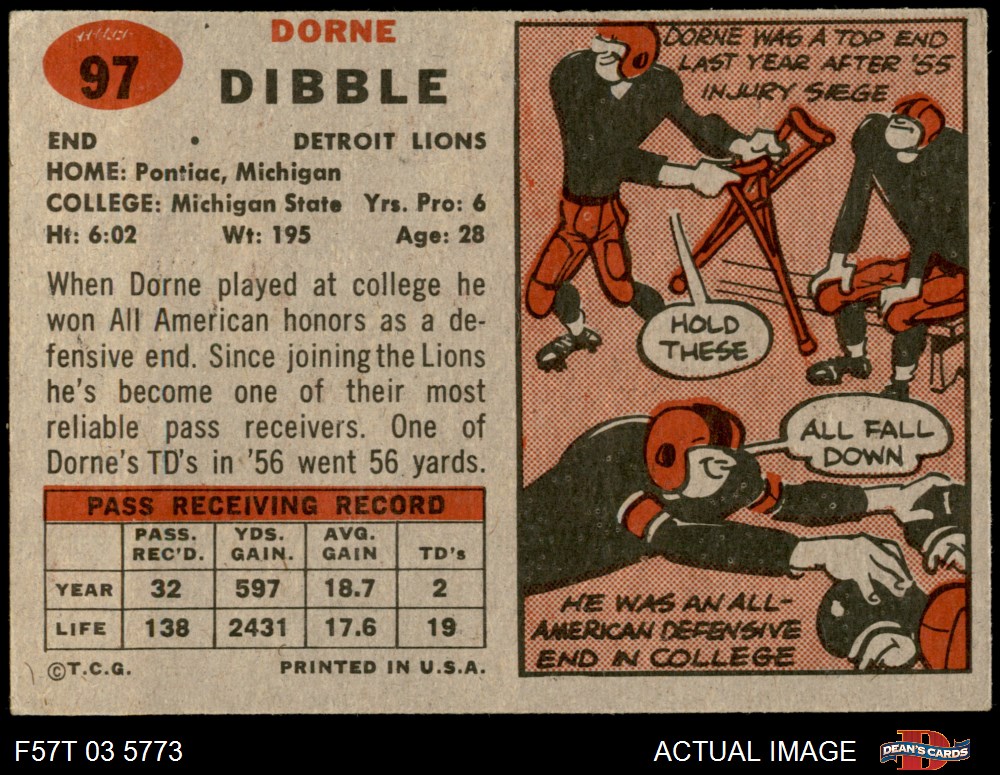 97
DORNE
DIBBLE
END • DETROIT LIONS
HOME: Pontiac, Michigan
COLLEGE: Michigan State Yrs. Pro: 6
Ht: 6:02 Wt: 195 Age: 28
When Dorne played at college he
won All American honors as a de-
fensive end. Since joining the Lions
he's become one of their most
reliable pass receivers. One of
Dorne's TD's in '56 went 56 yards.
PASS RECEIVING RECORD
PASS. REC'D. YDS. GAIN. AVG. GAIN TD's
YEAR 32 597 18.7 2
LIFE 138 2431 17.6 19
©T.C.G. PRINTED IN U.S.A.
DORNE WAS A TOP END
LAST YEAR AFTER '55
INJURY SIEGE
HOLD
THESE
ALL FALL
DOWN
HE WAS AN ALL-
AMERICAN DEFENSIVE
END IN COLLEGE
F57T 03 5773 ACTUAL IMAGE DEAN'S CARDS